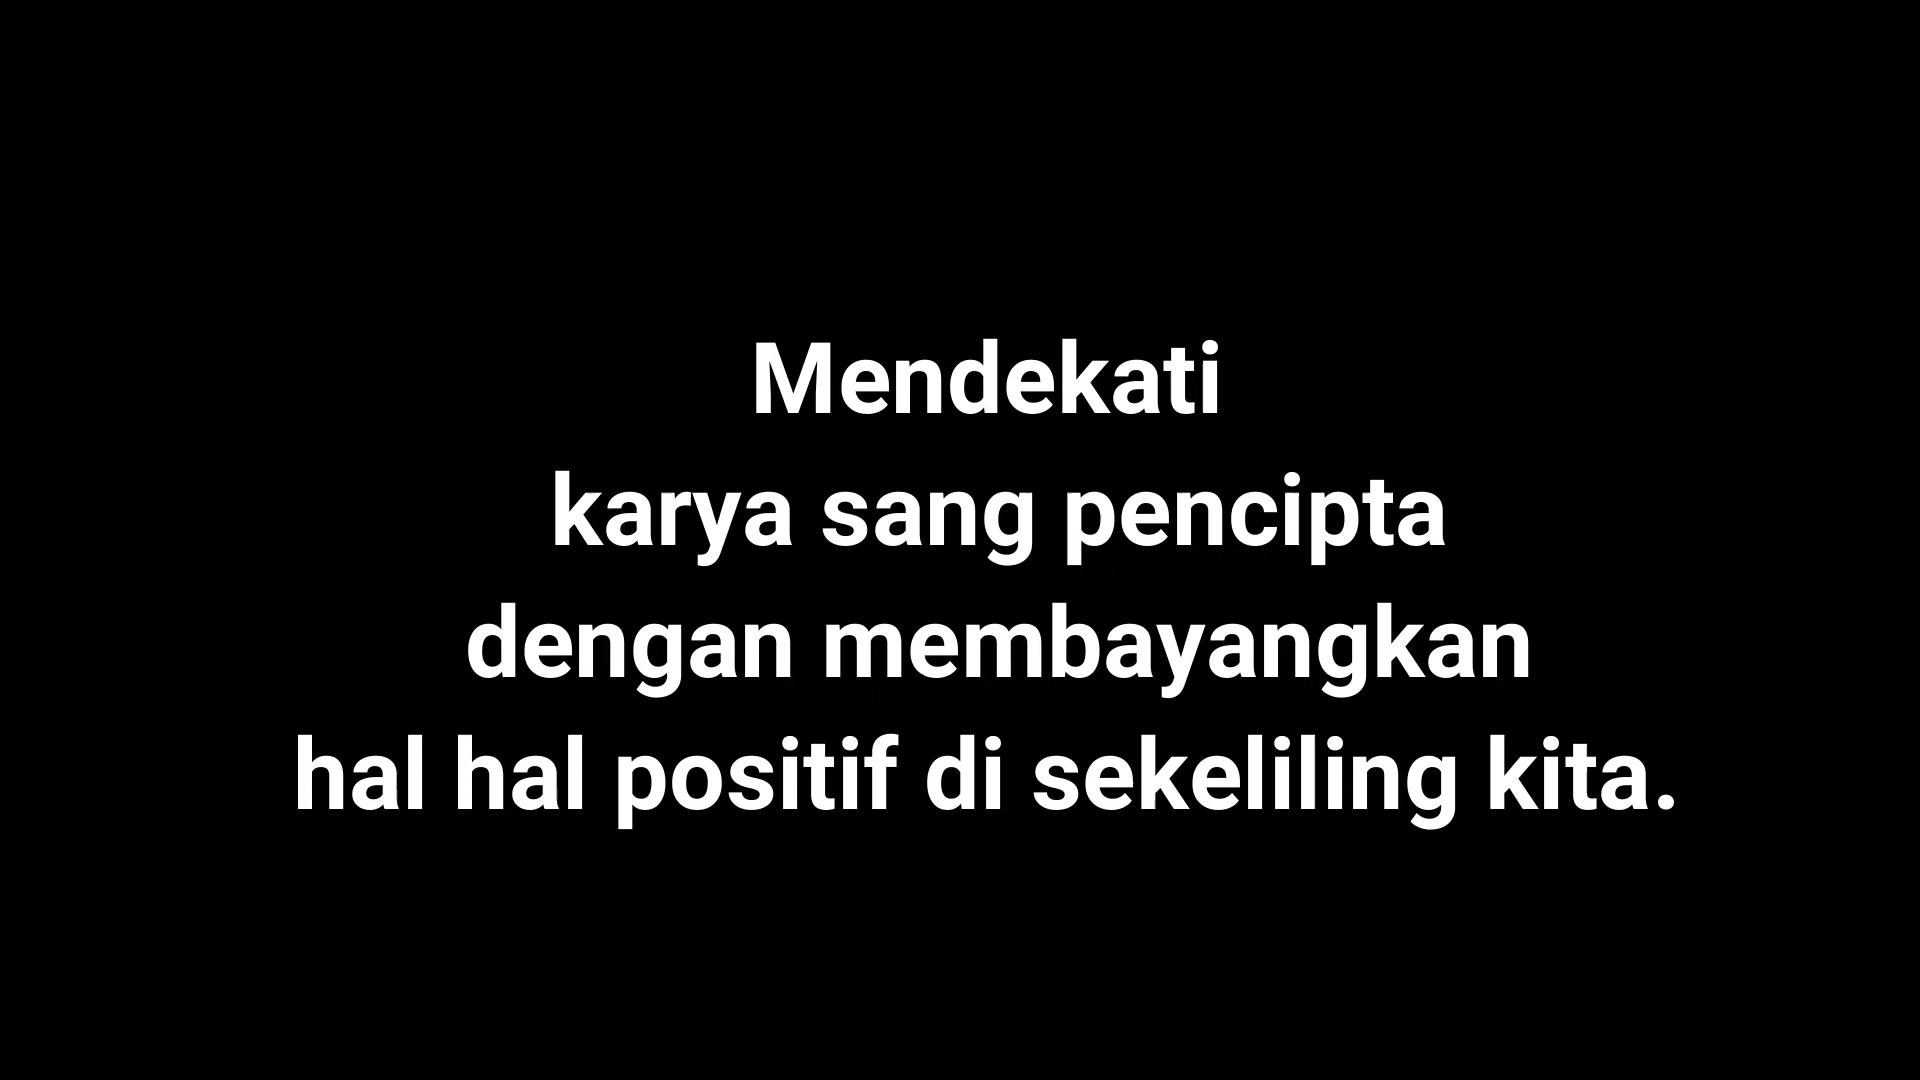 Mendekati
karya sang pencipta
dengan membayangkan
hal hal positif di sekeliling kita.